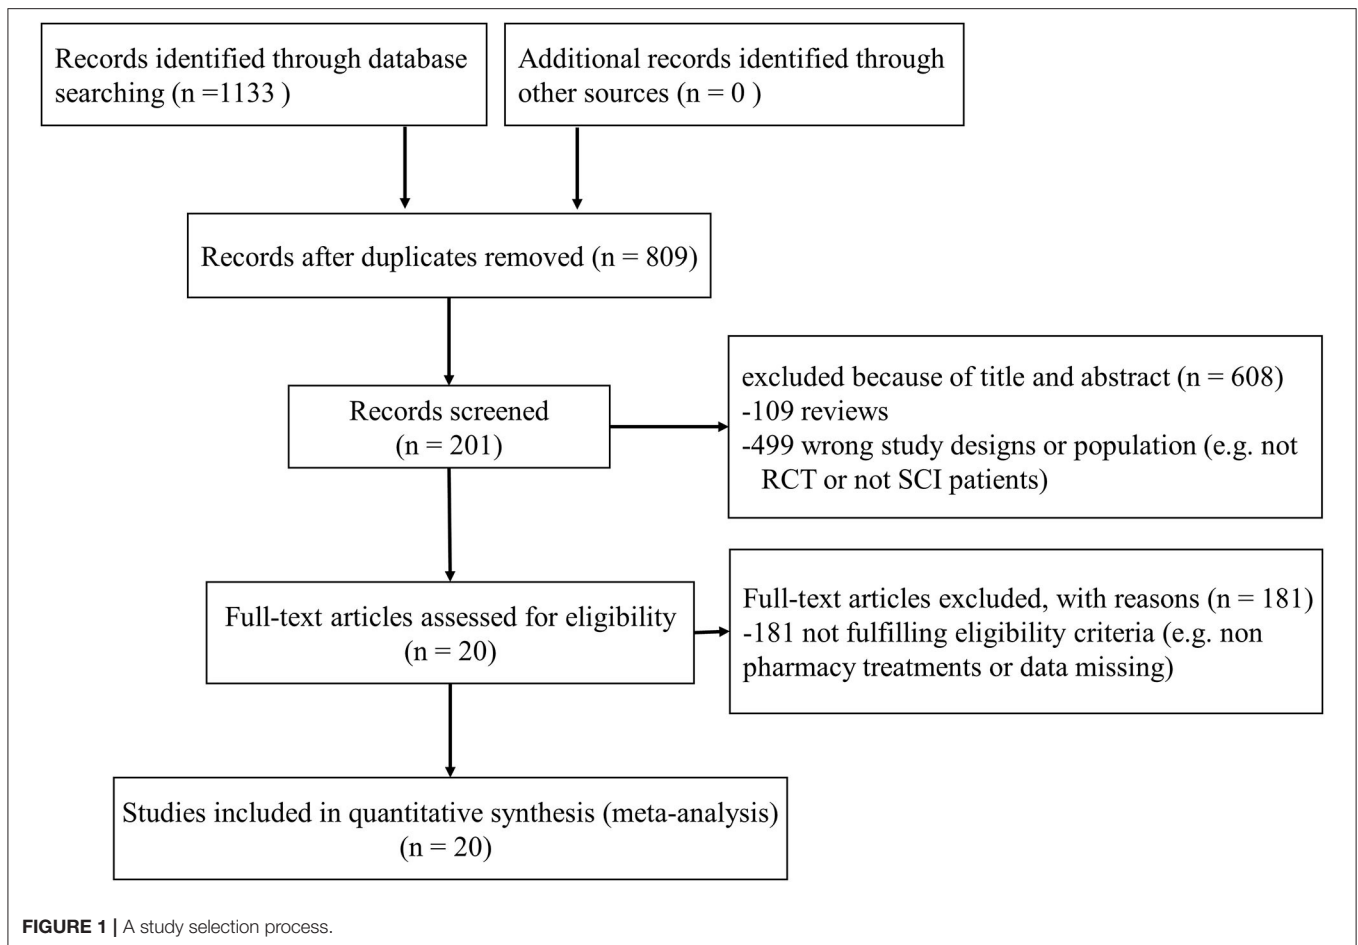 Records identified through database
searching (n =1133 )
Additional records identified through
other sources (n = 0 )
Records after duplicates removed (n = 809)
Records screened
(n = 201)
excluded because of title and abstract (n = 608)
-109 reviews
-499 wrong study designs or population (e.g. not
RCT or not SCI patients)
Full-text articles assessed for eligibility
(n = 20)
Full-text articles excluded, with reasons (n = 181)
-181 not fulfilling eligibility criteria (e.g. non
pharmacy treatments or data missing)
Studies included in quantitative synthesis (meta-analysis)
(n = 20)
FIGURE 1 | A study selection process.